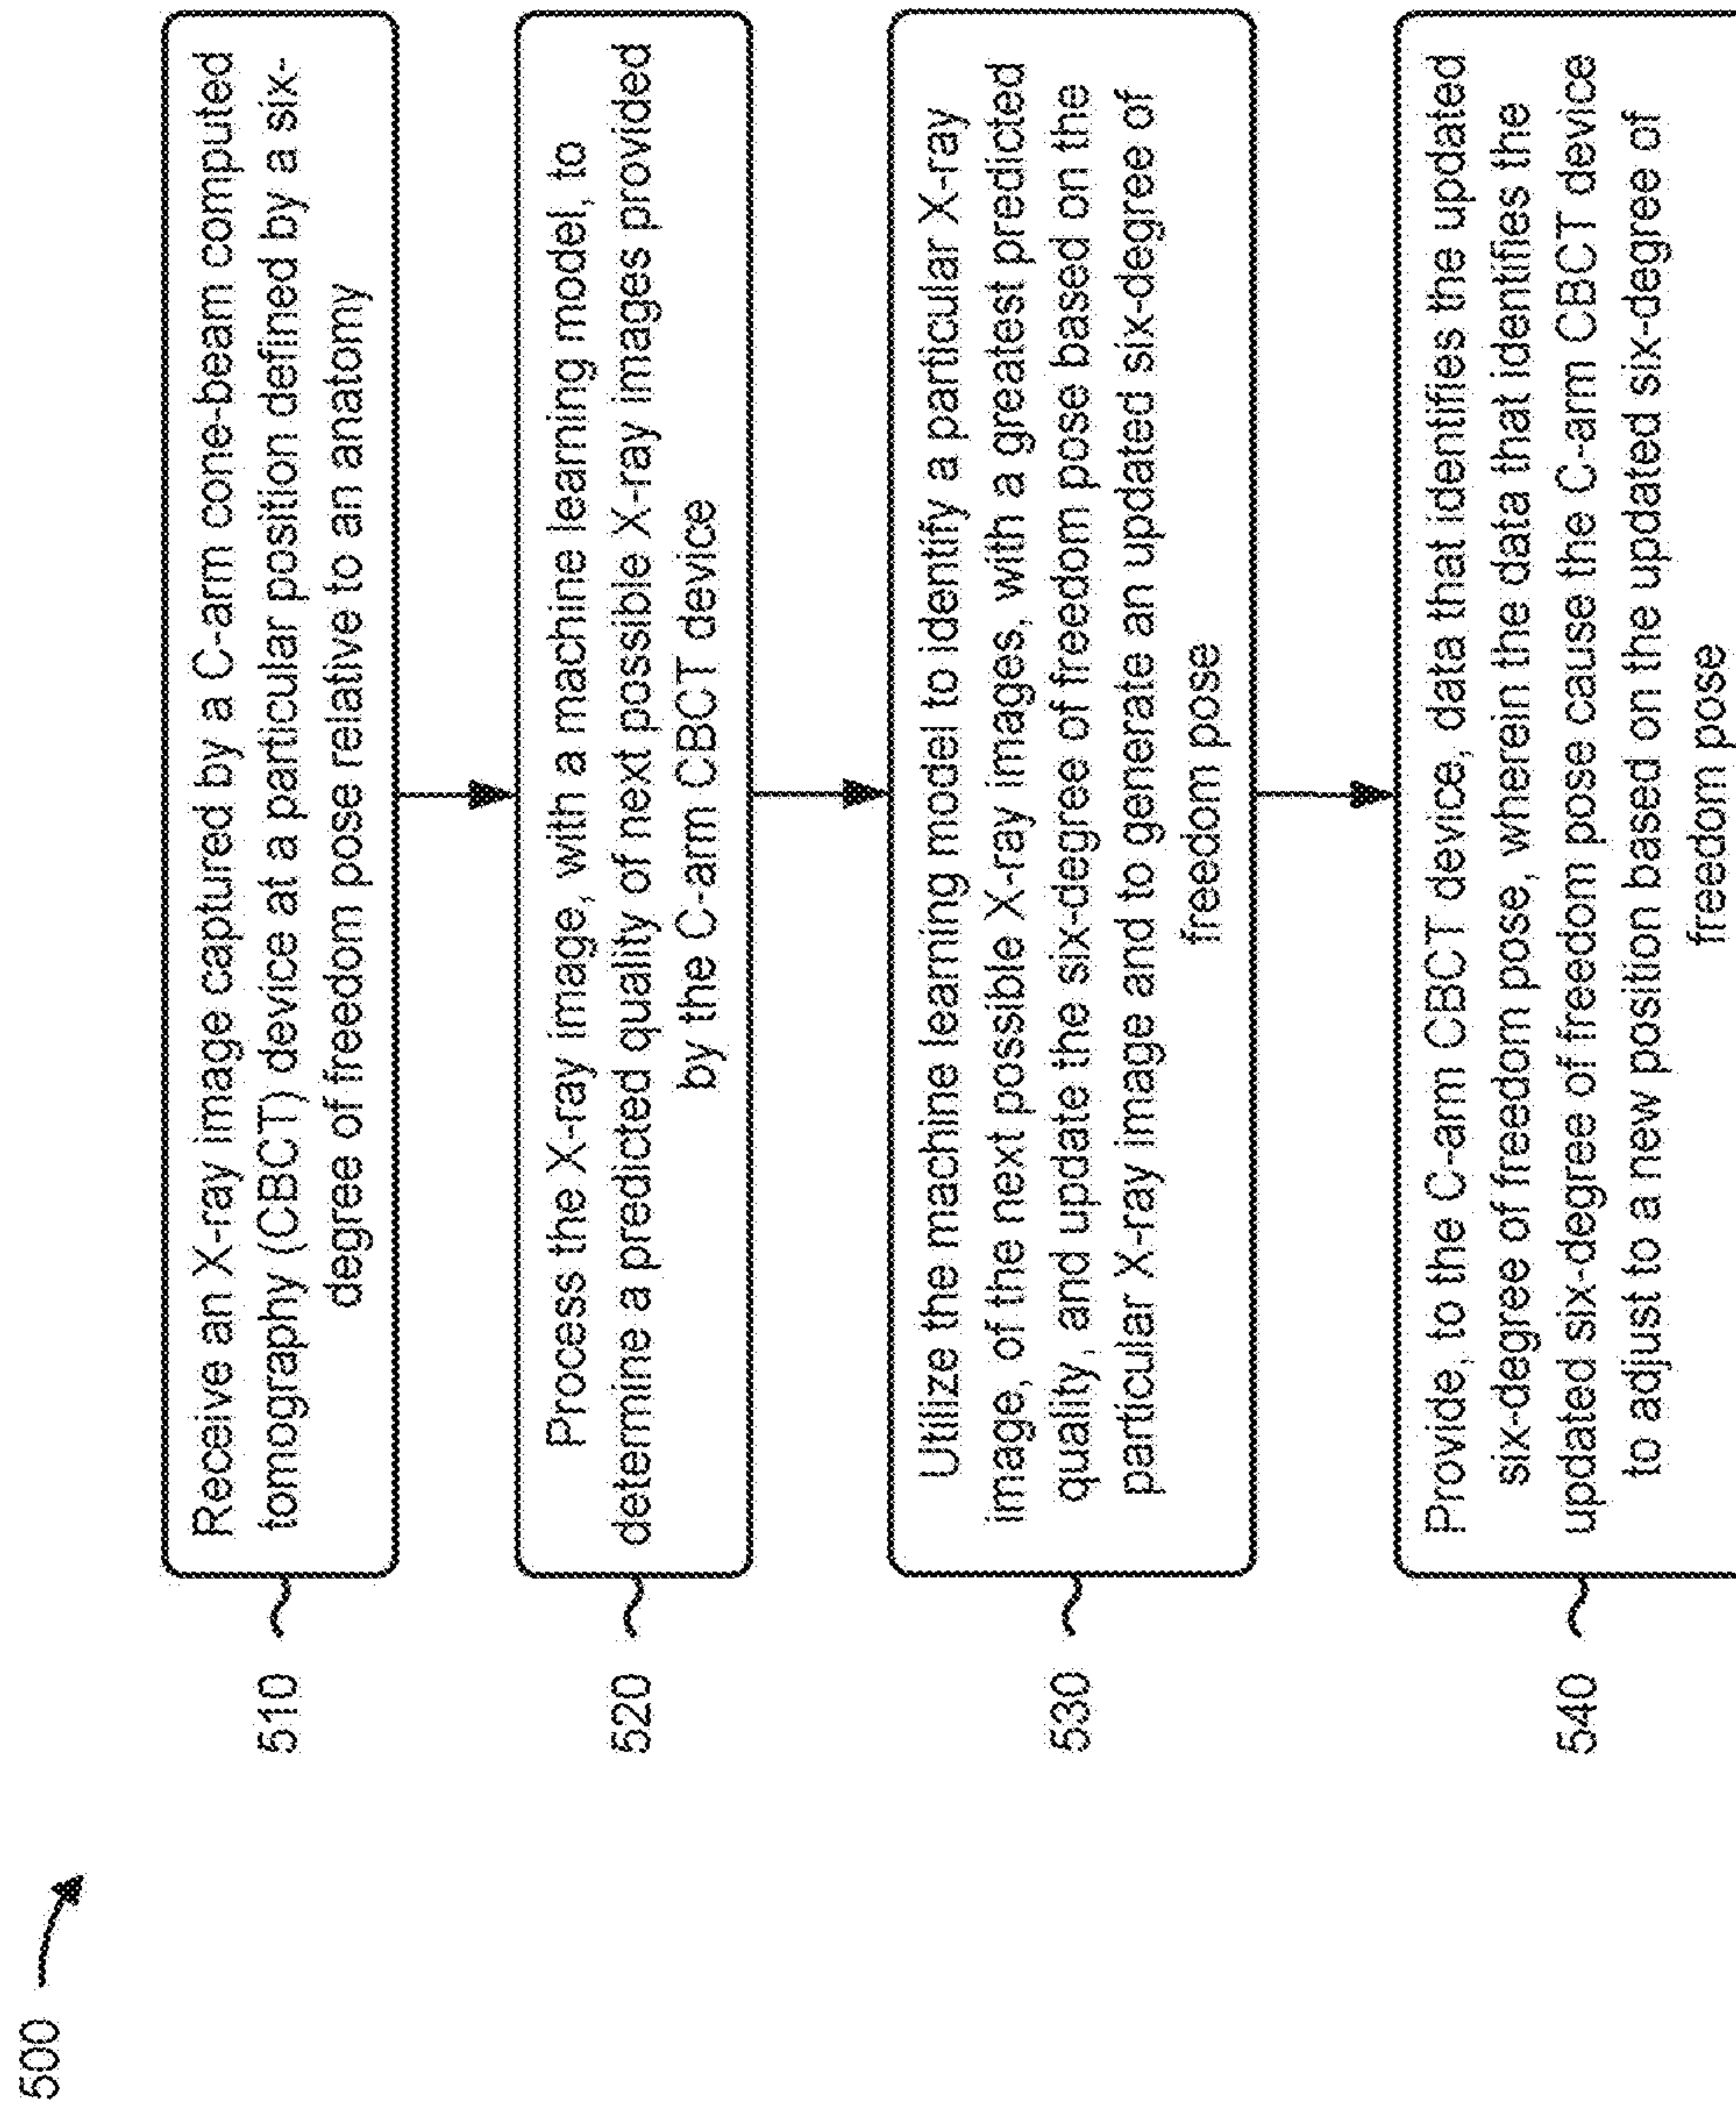 500
510
Receive an X-ray image captured by a C-arm cone-beam computed
tomography (CBCT) device at a particular position defined by a six-
degree of freedom pose relative to an anatomy
520
Process the X-ray image, with a machine learning model, to
determine a predicted quality of next possible X-ray images provided
by the C-arm CBCT device
530
Utilize the machine learning model to identify a particular X-ray
image, of the next possible X-ray images, with a greatest predicted
quality, and update the six-degree of freedom pose based on the
particular X-ray image and to generate an updated six-degree of
freedom pose
540
Provide, to the C-arm CBCT device, data that identifies the updated
six-degree of freedom pose, wherein the data that identifies the
updated six-degree of freedom pose cause the C-arm CBCT device
to adjust to a new position based on the updated six-degree of
freedom pose